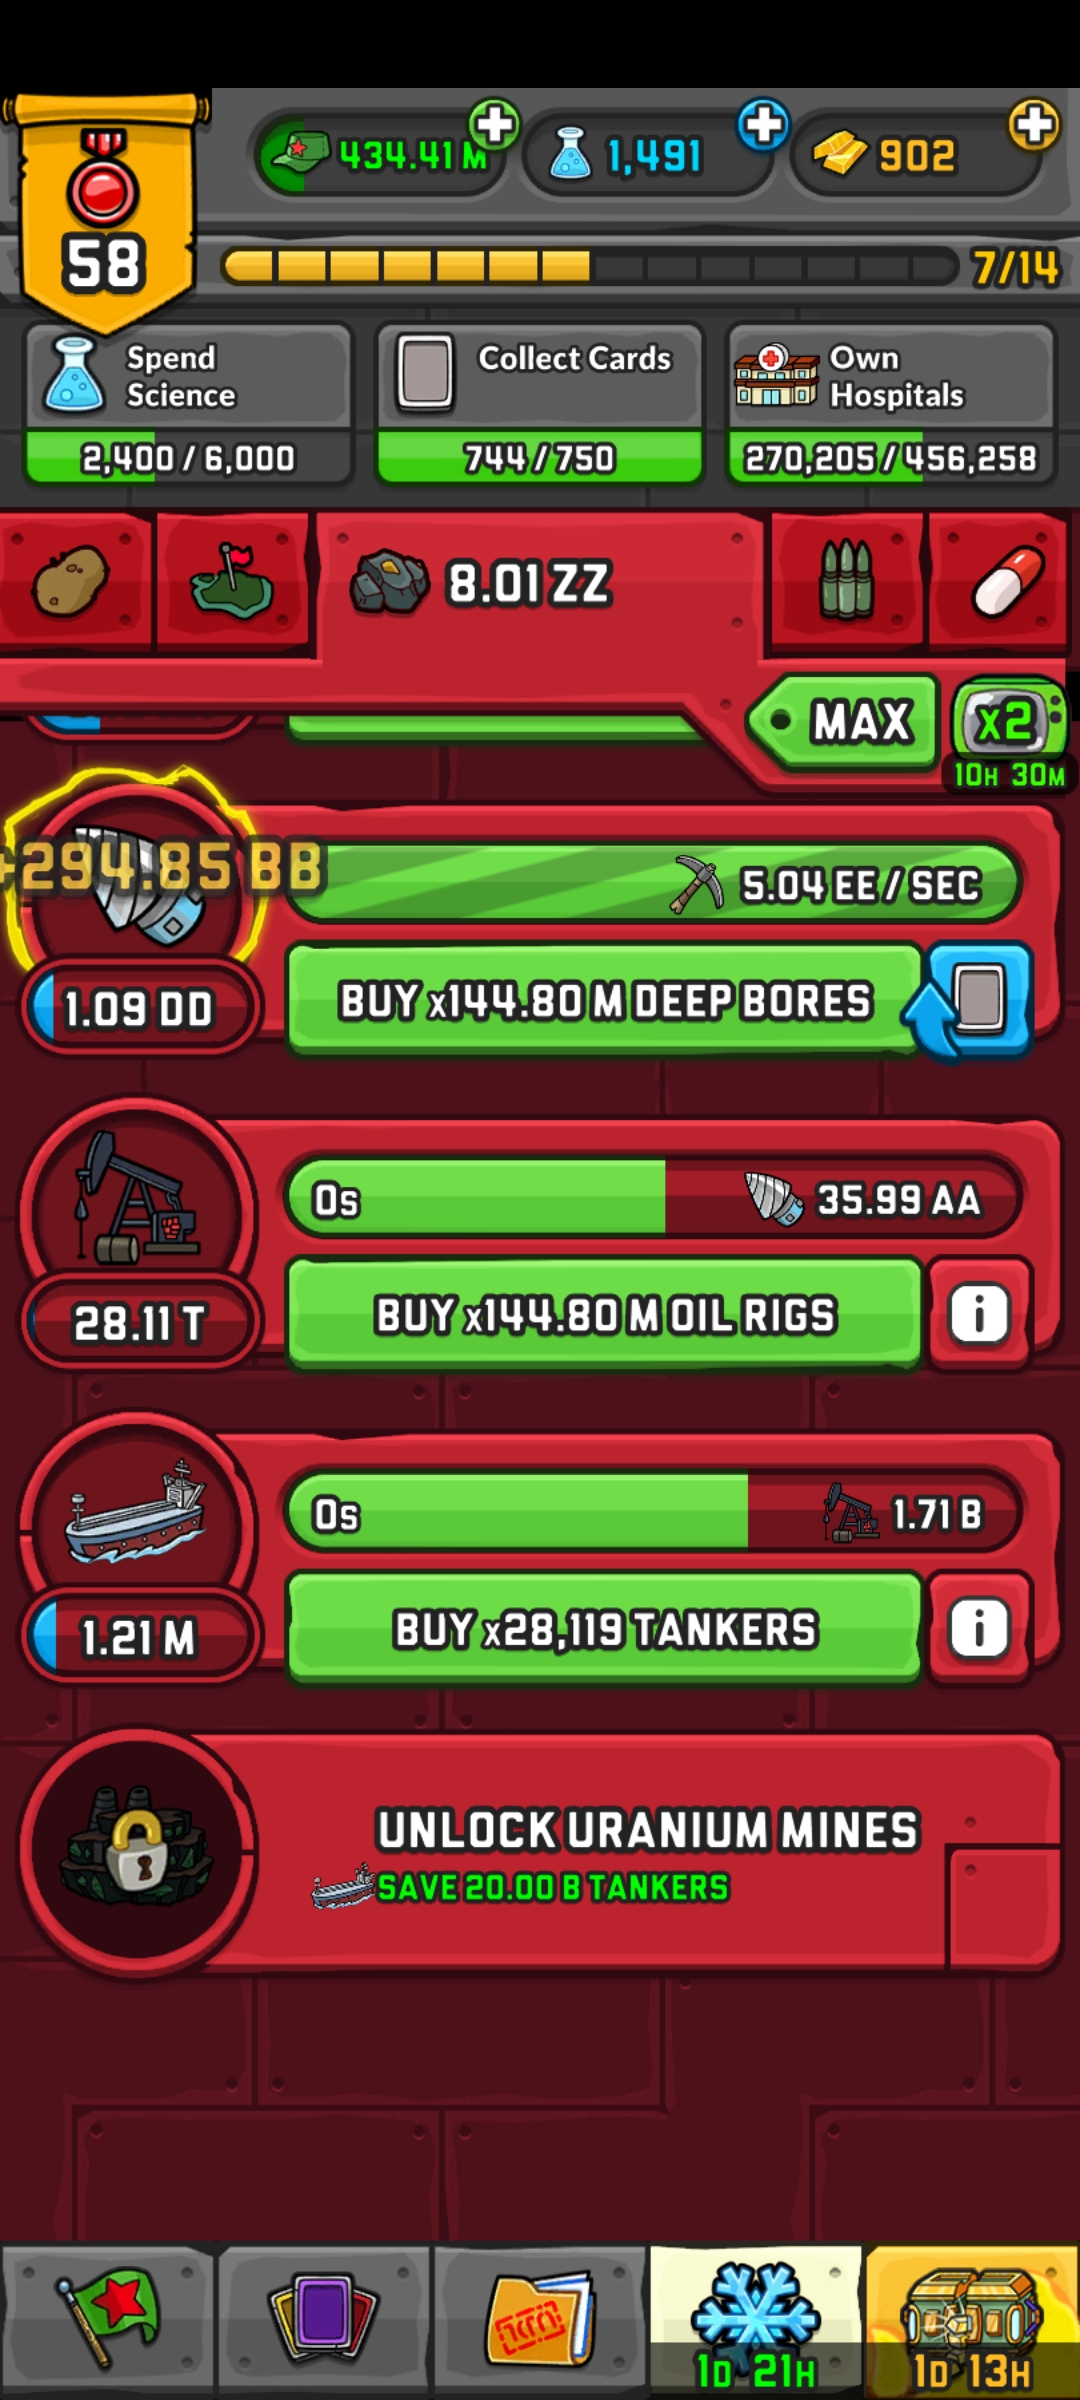 434.41 M
1,491
902
58
7/14
Spend
Science
2,400 / 6,000
Collect Cards
744 / 750
Own
Hospitals
270,205 / 456,258
8.01 ZZ
MAX
x2
10H 30M
+294.85 BB
5.04 EE / SEC
1.09 DD
BUY x144.80 M DEEP BORES
0s
35.99 AA
28.11 T
BUY x144.80 M OIL RIGS
i
0s
1.71 B
1.21 M
BUY x28,119 TANKERS
i
UNLOCK URANIUM MINES
SAVE 20.00 B TANKERS
1D 21H
1D 13H